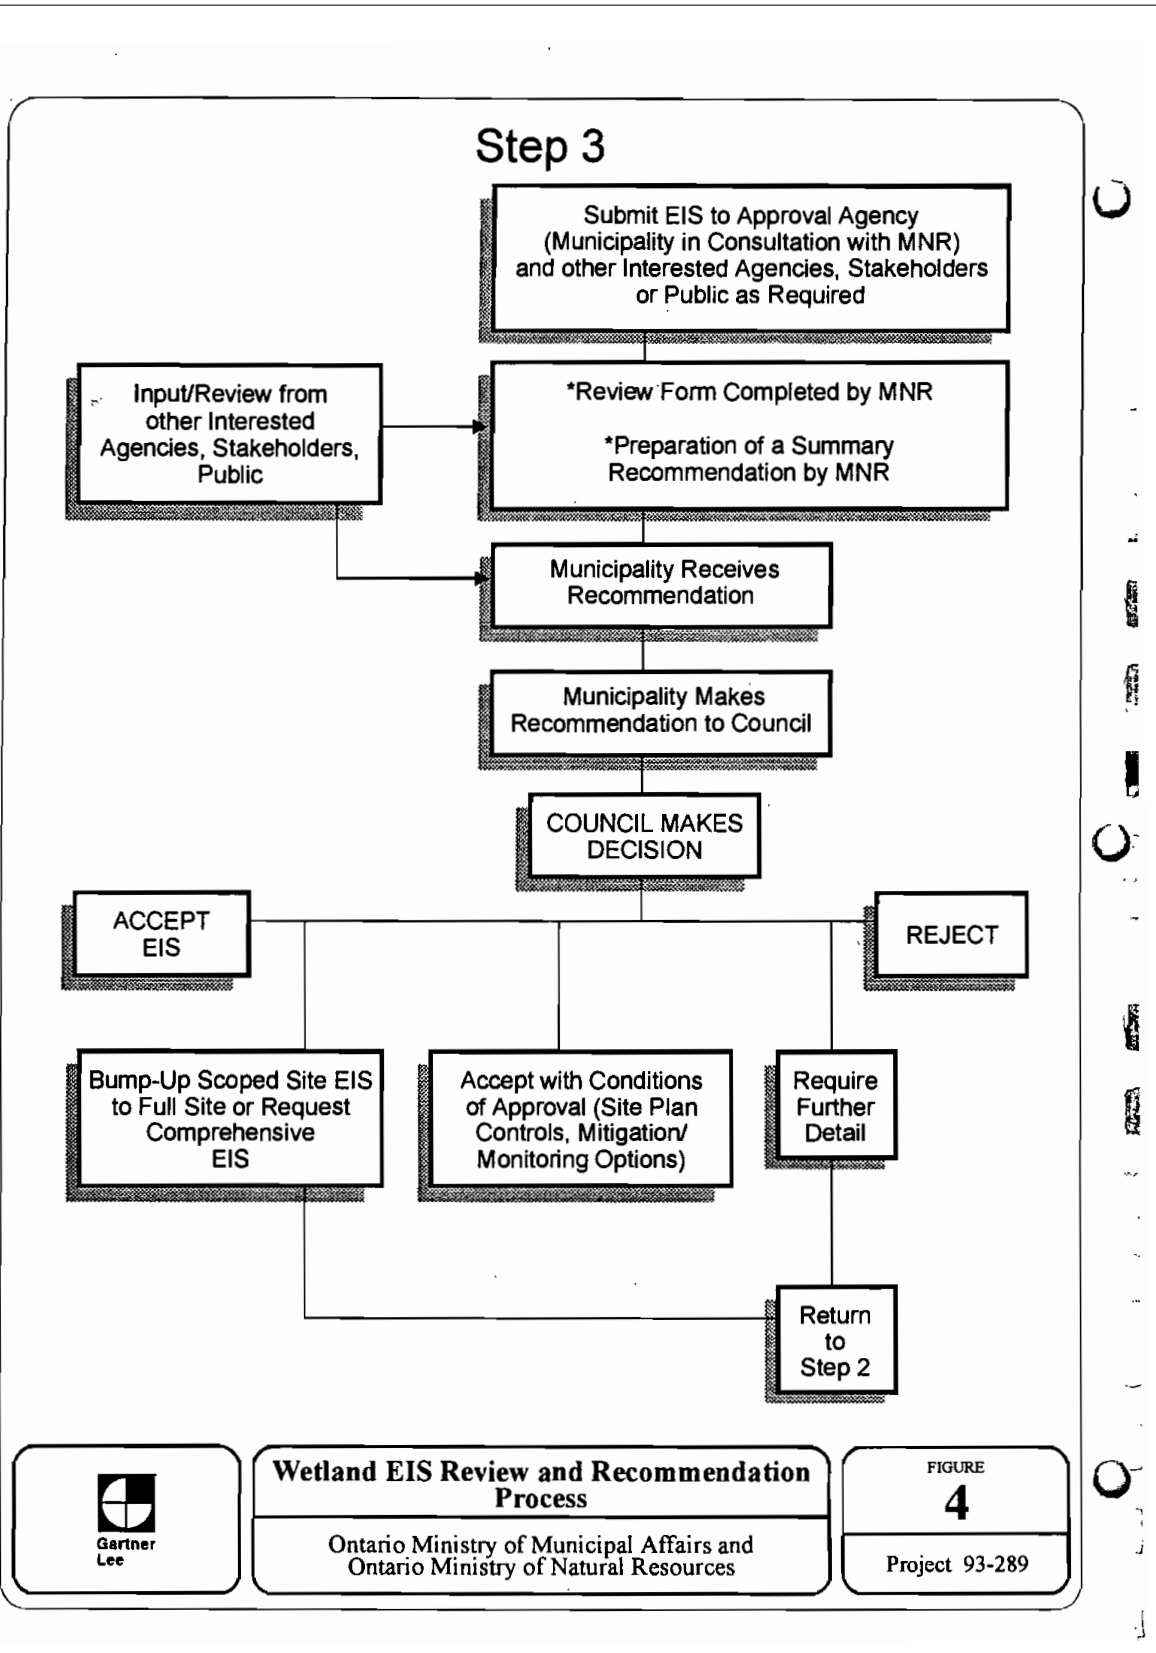 Step 3
Submit EIS to Approval Agency
(Municipality in Consultation with MNR)
and other Interested Agencies, Stakeholders
or Public as Required
Input/Review from
other Interested
Agencies, Stakeholders,
Public
*Review Form Completed by MNR
*Preparation of a Summary
Recommendation by MNR
Municipality Receives
Recommendation
Municipality Makes
Recommendation to Council
COUNCIL MAKES
DECISION
ACCEPT
EIS
REJECT
Bump-Up Scoped Site EIS
to Full Site or Request
Comprehensive
EIS
Accept with Conditions
of Approval (Site Plan
Controls, Mitigation/
Monitoring Options)
Require
Further
Detail
Return
to
Step 2
Gartner
Lee
Wetland EIS Review and Recommendation
Process
Ontario Ministry of Municipal Affairs and
Ontario Ministry of Natural Resources
FIGURE
4
Project 93-289